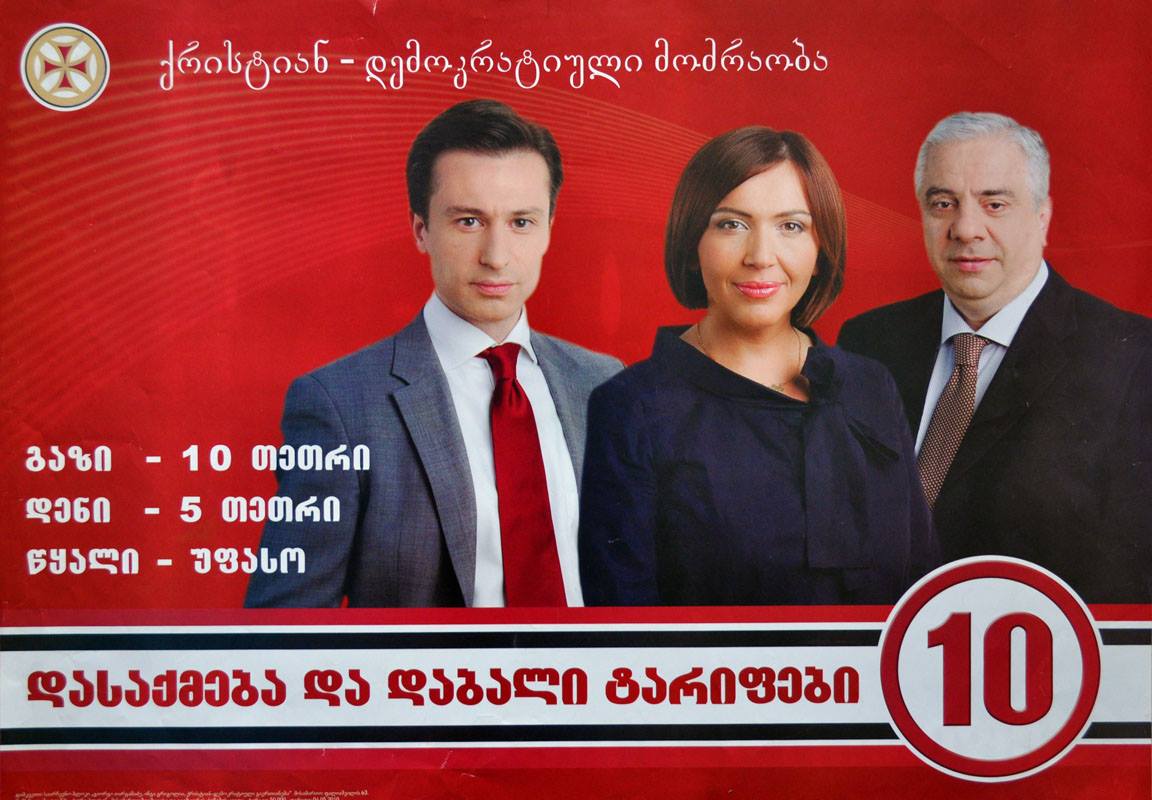 ქრისტიან - დემოკრატიული მოძრაობა
გაზი - 10 თეთრი
დენი - 5 თეთრი
წყალი - უფასო
დასაქმება და დაბალი ტარიფები
10